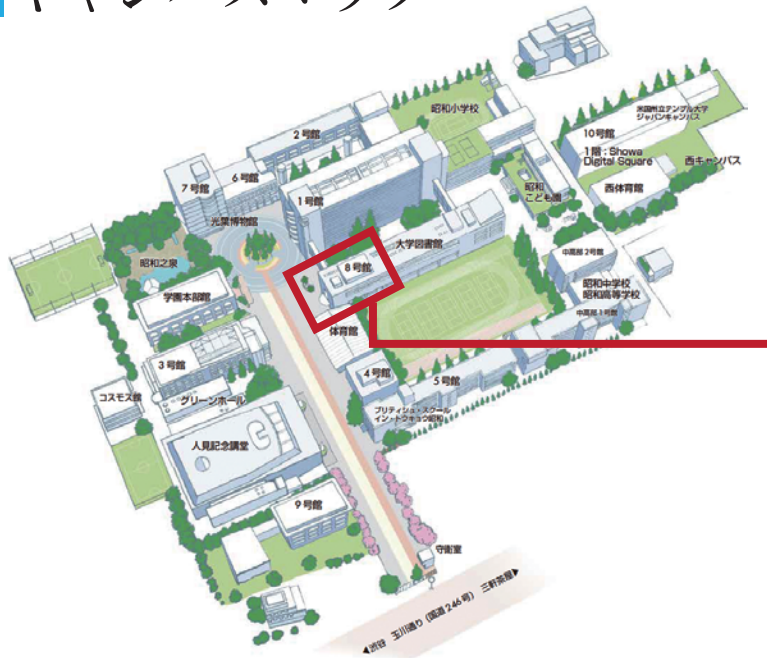 昭和小学校
米国州立テンプル大学
ジャパンキャンパス
10号館
1階 : Showa
Digital Square
西キャンパス
西体育館
2号館
6号館
7号館
1号館
昭和
こども園
光葉博物館
大学図書館
8号館
中高部 2号館
昭和之泉
昭和中学校
昭和高等学校
学園本部館
中高部 1号館
体育館
3号館
4号館
5号館
コスモス館
グリーンホール
ブリティッシュ・スクール
イン・トウキョウ昭和
人見記念講堂
9号館
守衛室
◀渋谷 玉川通り (国道246号) 三軒茶屋▶